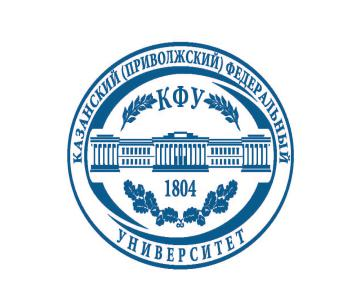 КАЗАНСКИЙ (ПРИВОЛЖСКИЙ) ФЕДЕРАЛЬНЫЙ
КФУ
1804
УНИВЕРСИТЕТ